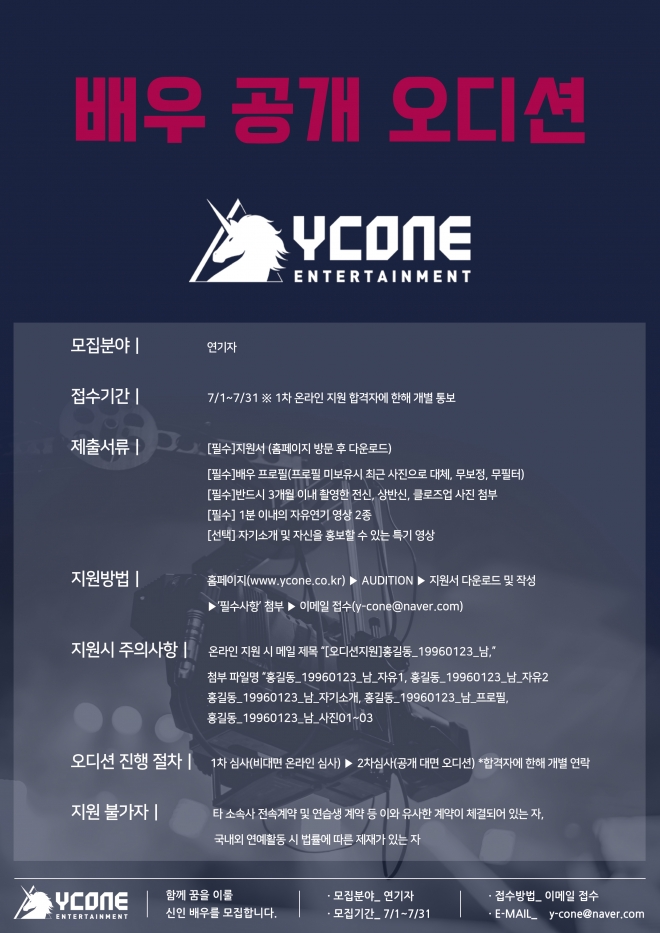 배우 공개 오디션
YCONE
ENTERTAINMENT
모집분야 | 연기자
접수기간 | 7/1~7/31 ※ 1차 온라인 지원 합격자에 한해 개별 통보
제출서류 | [필수]지원서 (홈페이지 방문 후 다운로드)
[필수]배우 프로필(프로필 미보유시 최근 사진으로 대체, 무보정, 무필터)
[필수]반드시 3개월 이내 촬영한 전신, 상반신, 클로즈업 사진 첨부
[필수] 1분 이내의 자유연기 영상 2종
[선택] 자기소개 및 자신을 홍보할 수 있는 특기 영상
지원방법 | 홈페이지(www.ycone.co.kr) ▶ AUDITION ▶ 지원서 다운로드 및 작성
▶'필수사항' 첨부 ▶ 이메일 접수(y-cone@naver.com)
지원시 주의사항 | 온라인 지원 시 메일 제목 "[오디션지원]홍길동_19960123_남,"
첨부 파일명 "홍길동_19960123_남_자유1, 홍길동_19960123_남_자유2
홍길동_19960123_남_자기소개, 홍길동_19960123_남_프로필,
홍길동_19960123_남_사진01~03
오디션 진행 절차 | 1차 심사(비대면 온라인 심사) ▶ 2차심사(공개 대면 오디션) *합격자에 한해 개별 연락
지원 불가자 | 타 소속사 전속계약 및 연습생 계약 등 이와 유사한 계약이 체결되어 있는 자,
국내외 연예활동 시 법률에 따른 제재가 있는 자
YCONE
ENTERTAINMENT
함께 꿈을 이룰
신인 배우를 모집합니다.
· 모집분야_ 연기자
· 모집기간_ 7/1~7/31
· 접수방법_ 이메일 접수
· E-MAIL_ y-cone@naver.com